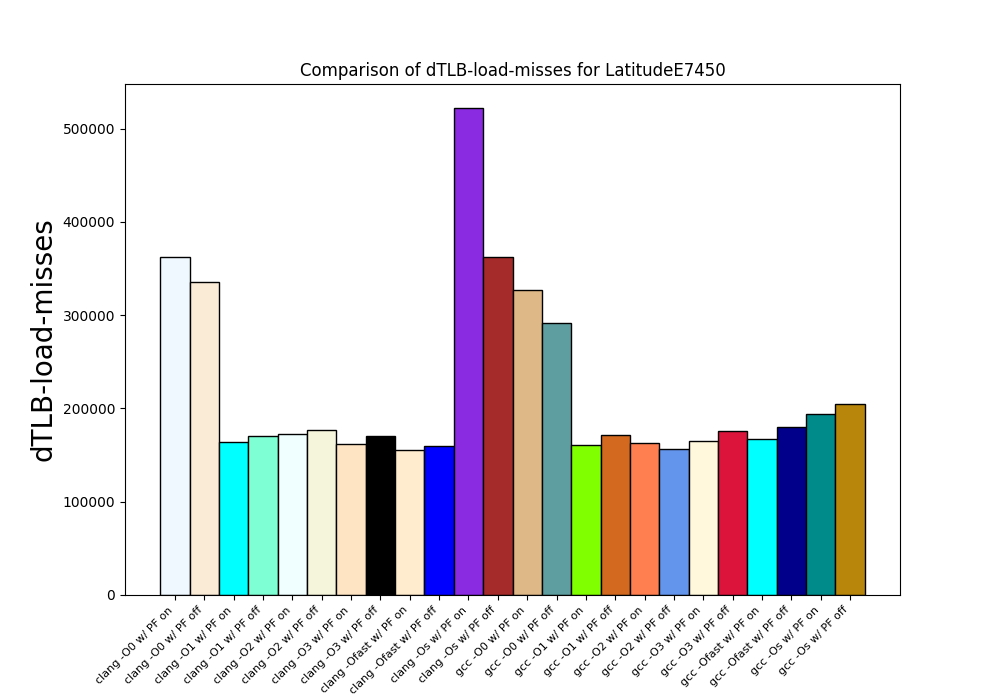 Comparison of dTLB-load-misses for LatitudeE7450
dTLB-load-misses
500000
400000
300000
200000
100000
0
clang -O0 w/ PF on
clang -O0 w/ PF off
clang -O1 w/ PF on
clang -O1 w/ PF off
clang -O2 w/ PF on
clang -O2 w/ PF off
clang -O3 w/ PF on
clang -O3 w/ PF off
clang -Ofast w/ PF on
clang -Ofast w/ PF off
clang -Os w/ PF on
clang -Os w/ PF off
gcc -O0 w/ PF on
gcc -O0 w/ PF off
gcc -O1 w/ PF on
gcc -O1 w/ PF off
gcc -O2 w/ PF on
gcc -O2 w/ PF off
gcc -O3 w/ PF on
gcc -O3 w/ PF off
gcc -Ofast w/ PF on
gcc -Ofast w/ PF off
gcc -Os w/ PF on
gcc -Os w/ PF off